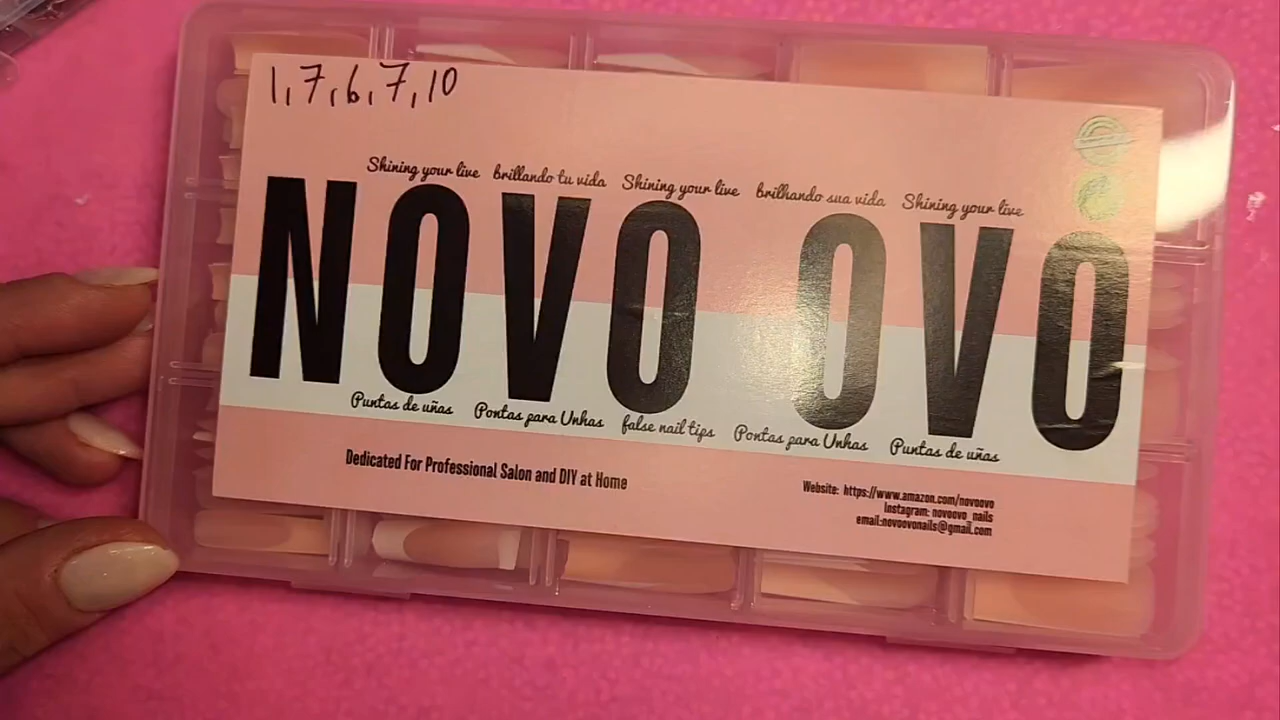 1, 7, 6, 7, 10
Shining your live brillando tu vida Shining your live brilhando sua vida Shining your live
NOVO OVO
Puntas de uñas Pontas para Unhas false nail tips Pontas para Unhas Puntas de uñas
Dedicated For Professional Salon and DIY at Home
Website: https://www.amazon.com/novoovo
Instagram: novoovo_nails
email:novoovonails@gmail.com